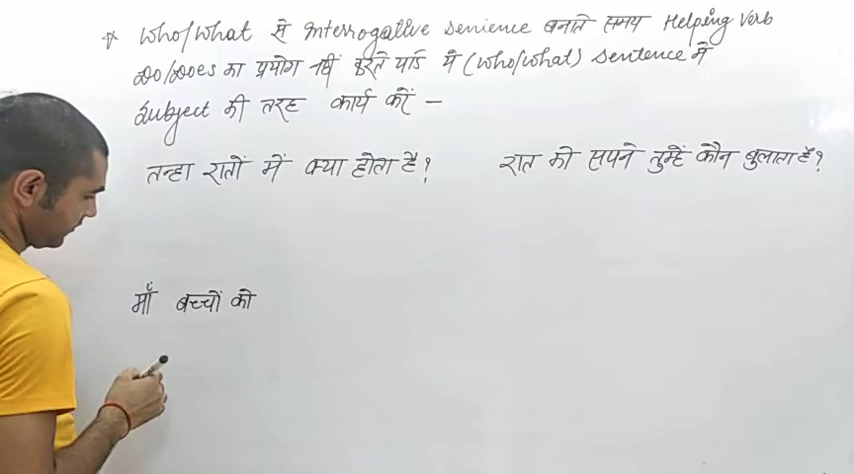 * Who/What से Interrogative Sentence बनाते समय Helping Verb
Do/Does का प्रयोग नहीं करते यदि ये (Who/What) Sentence में
Subject की तरह कार्य करें –
तन्हा रातों में क्या होता है? रात को सपने तुम्हें कौन बुलाता है?
माँ बच्चों को